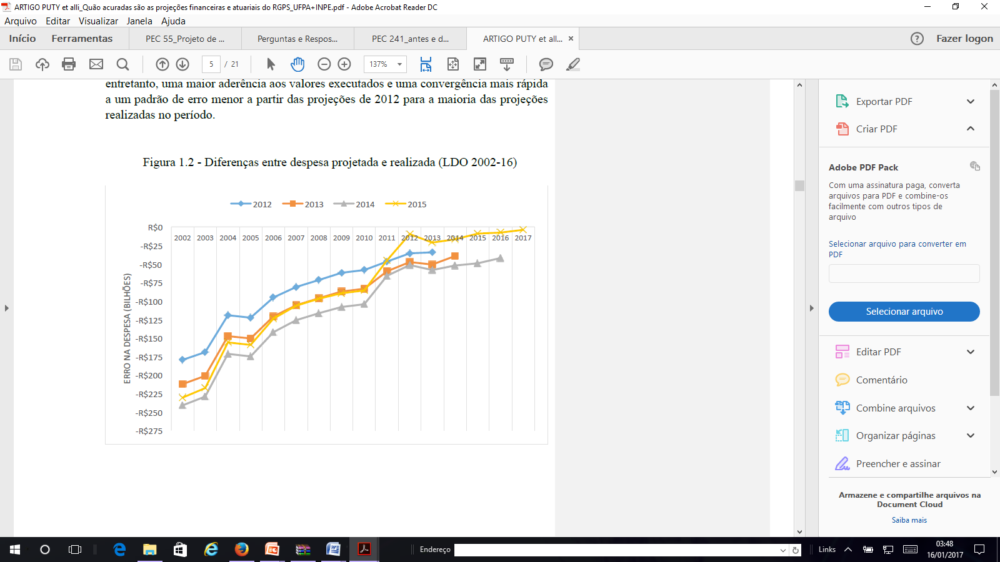 ARTIGO PUTY et alli_Quão acuradas são as projeções financeiras e atuariais do RGPS_UFPA+INPE.pdf - Adobe Acrobat Reader DC
Arquivo Editar Visualizar Janela Ajuda
Início Ferramentas PEC 55_Projeto de ... Perguntas e Respos... PEC 241_antes e d... ARTIGO PUTY et all... × Fazer logon
5 / 21 137%
entretanto, uma maior aderência aos valores executados e uma convergência mais rápida
a um padrão de erro menor a partir das projeções de 2012 para a maioria das projeções
realizadas no período.
Figura 1.2 - Diferenças entre despesa projetada e realizada (LDO 2002-16)
2012 2013 2014 2015
R$0
2002 2003 2004 2005 2006 2007 2008 2009 2010 2011 2012 2013 2014 2015 2016 2017
-R$25
-R$50
-R$75
-R$100
-R$125
-R$150
-R$175
-R$200
-R$225
-R$250
-R$275
ERRO NA DESPESA (BILHÕES)
Exportar PDF
Criar PDF
Adobe PDF Pack
Com uma assinatura paga, converta
arquivos para PDF e combine-os
facilmente com outros tipos de
arquivo
Selecionar arquivo para converter em
PDF
Selecionar arquivo
Editar PDF
Comentário
Combine arquivos
Organizar páginas
Preencher e assinar
Armazene e compartilhe arquivos na
Document Cloud
Saiba mais
Endereço Links 03:48
16/01/2017